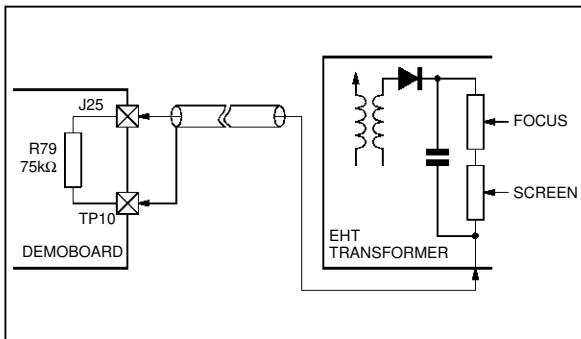 J25
R79
75kΩ
TP10
DEMOBOARD
FOCUS
SCREEN
EHT
TRANSFORMER